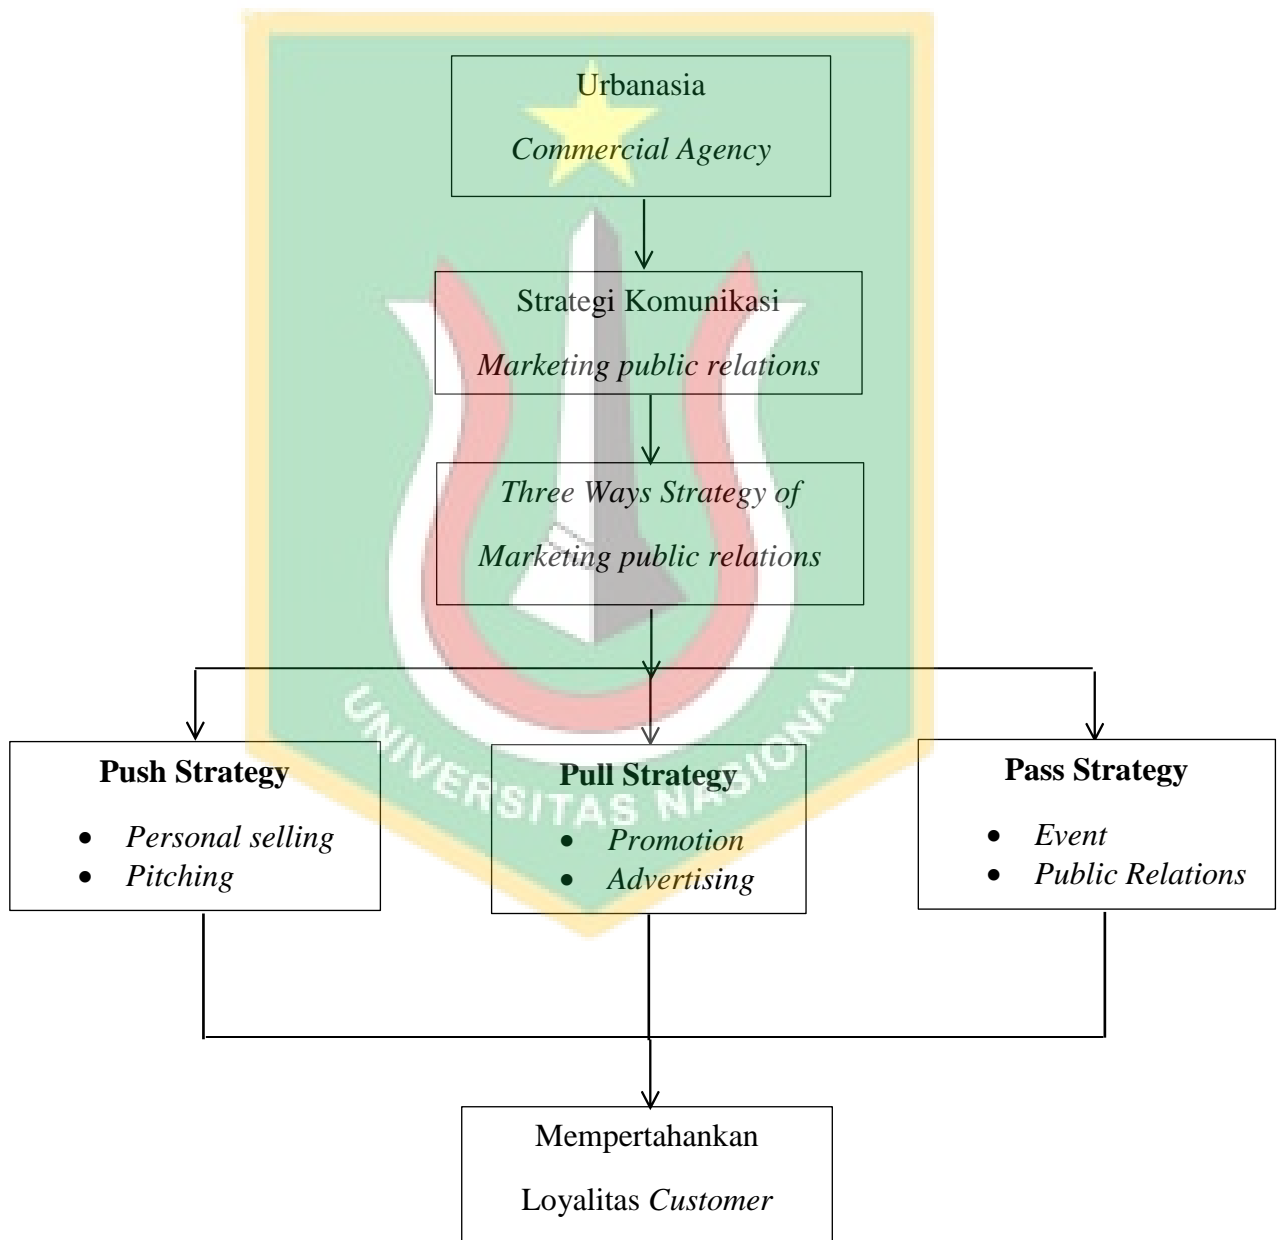 Urbanasia
Commercial Agency
Strategi Komunikasi
Marketing public relations
Three Ways Strategy of
Marketing public relations
Push Strategy
• Personal selling
• Pitching
Pull Strategy
• Promotion
• Advertising
Pass Strategy
• Event
• Public Relations
UNIVERSITAS NASIONAL
Mempertahankan
Loyalitas Customer